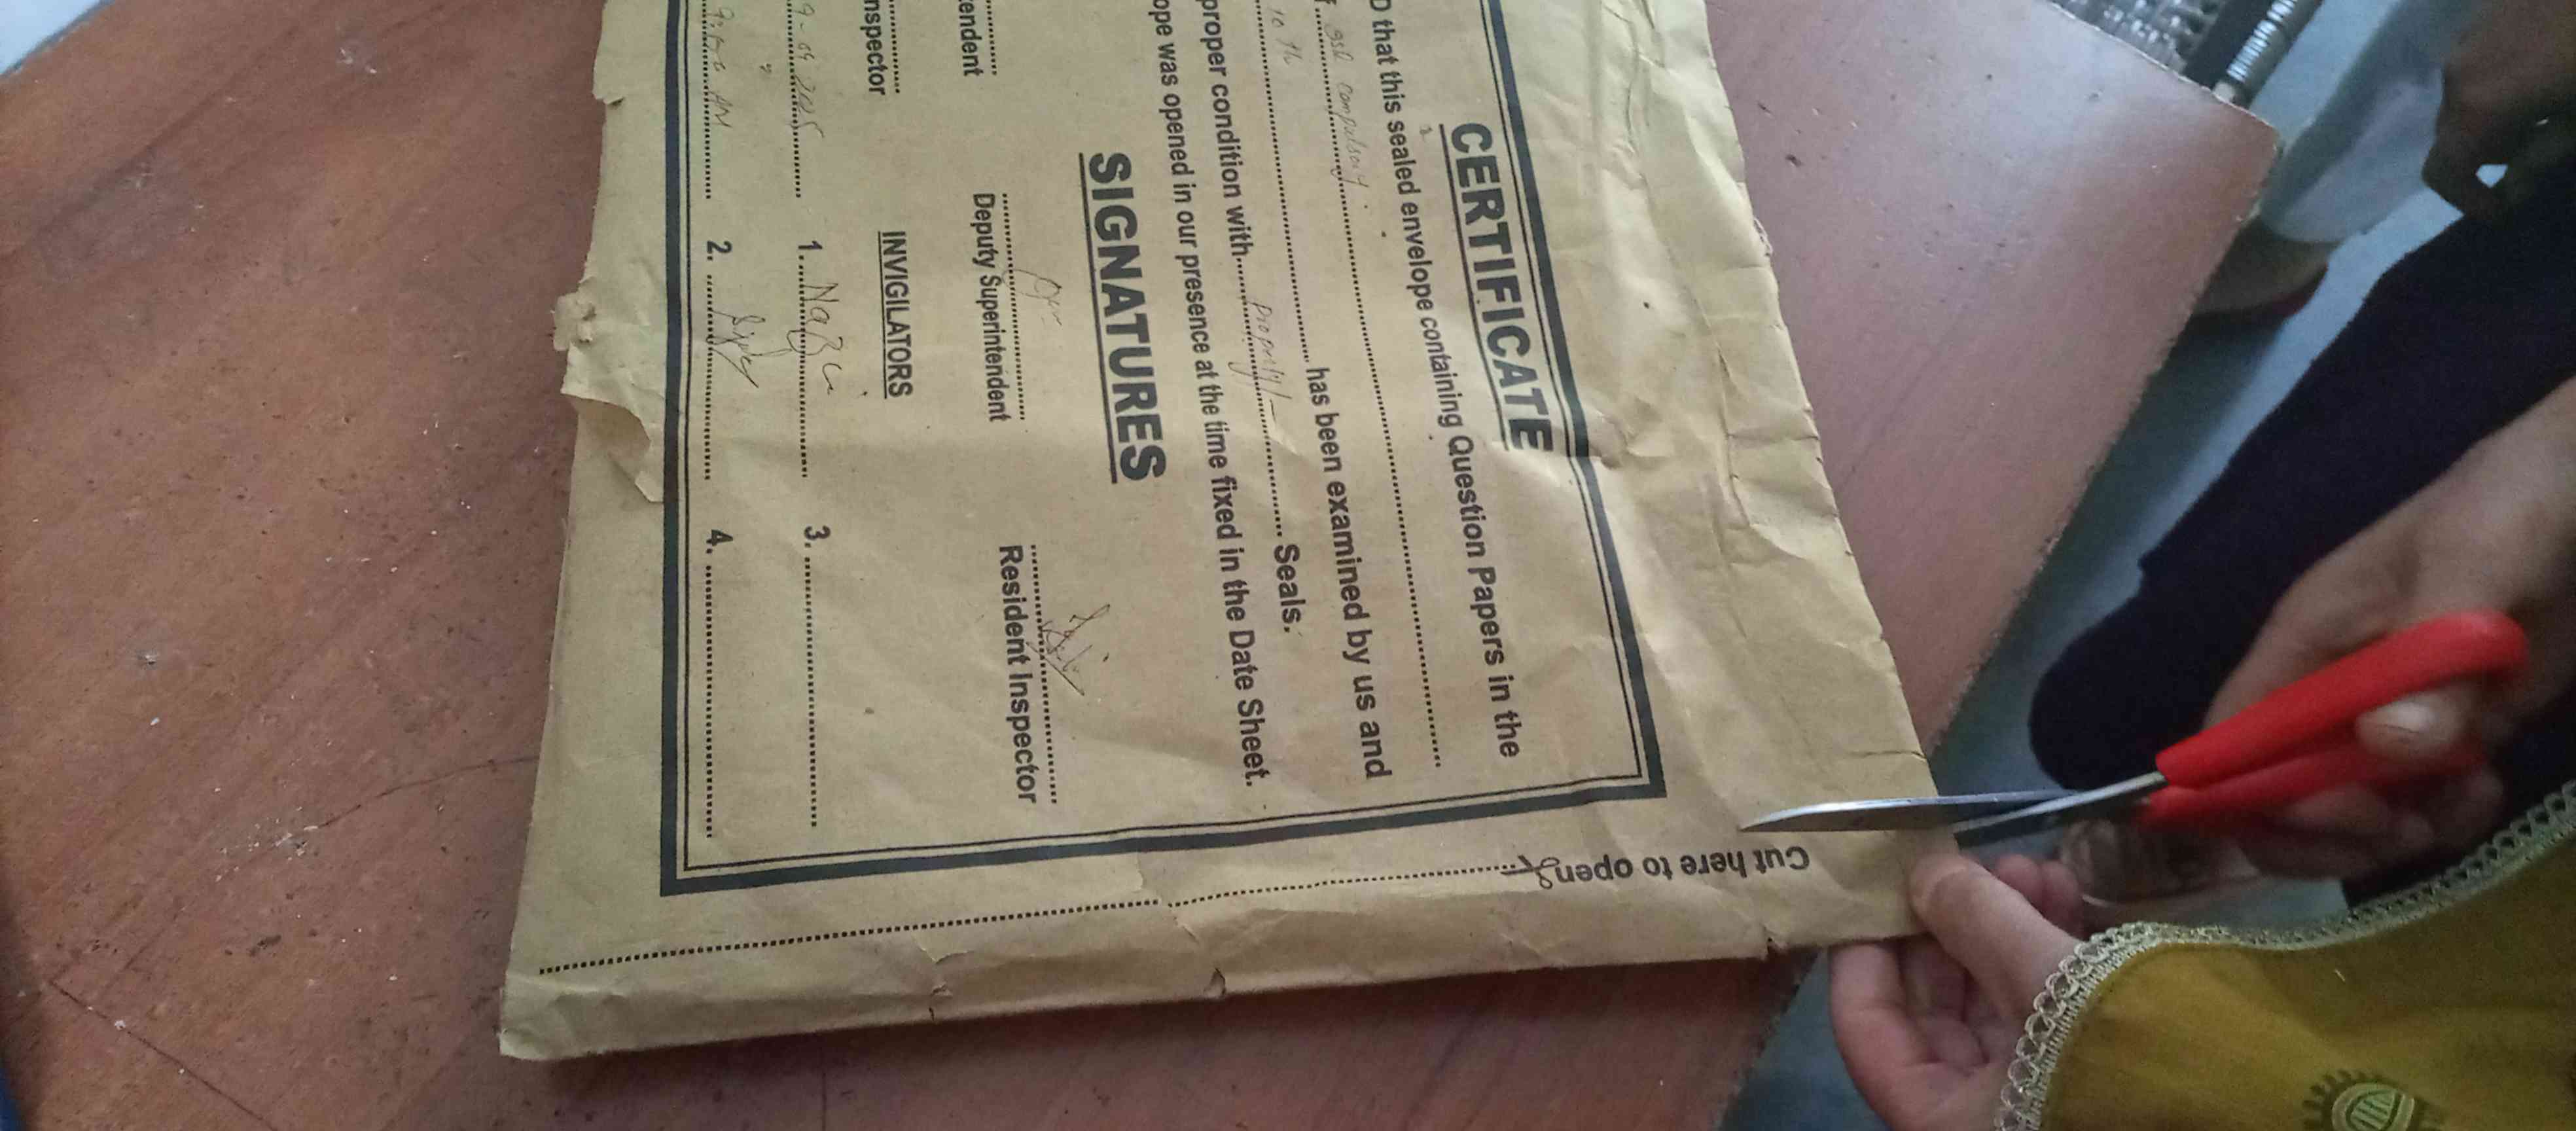 CERTIFICATE
D that this sealed envelope containing Question Papers in the
compulsory
10th has been examined by us and
proper condition with properly Seals.
ope was opened in our presence at the time fixed in the Date Sheet.
SIGNATURES
endent Deputy Superintendent Resident Inspector
nspector INVIGILATORS
1. 3.
AM 2. 4.
Cut here to open